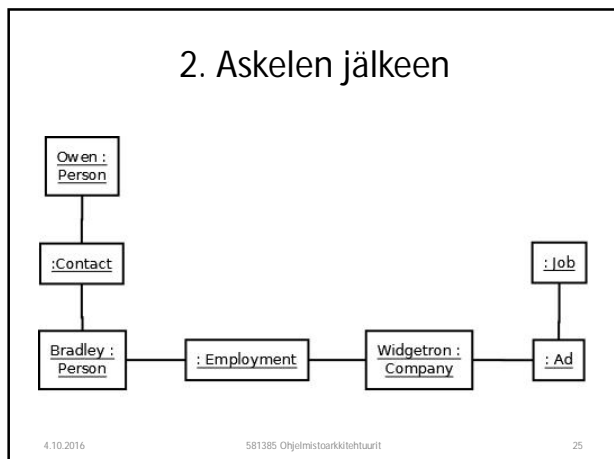 2. Askelen jälkeen
Owen :
Person
:Contact
: Job
Bradley :
Person
: Employment
Widgetron :
Company
: Ad
4.10.2016
581385 Ohjelmistoarkkitehtuurit
25